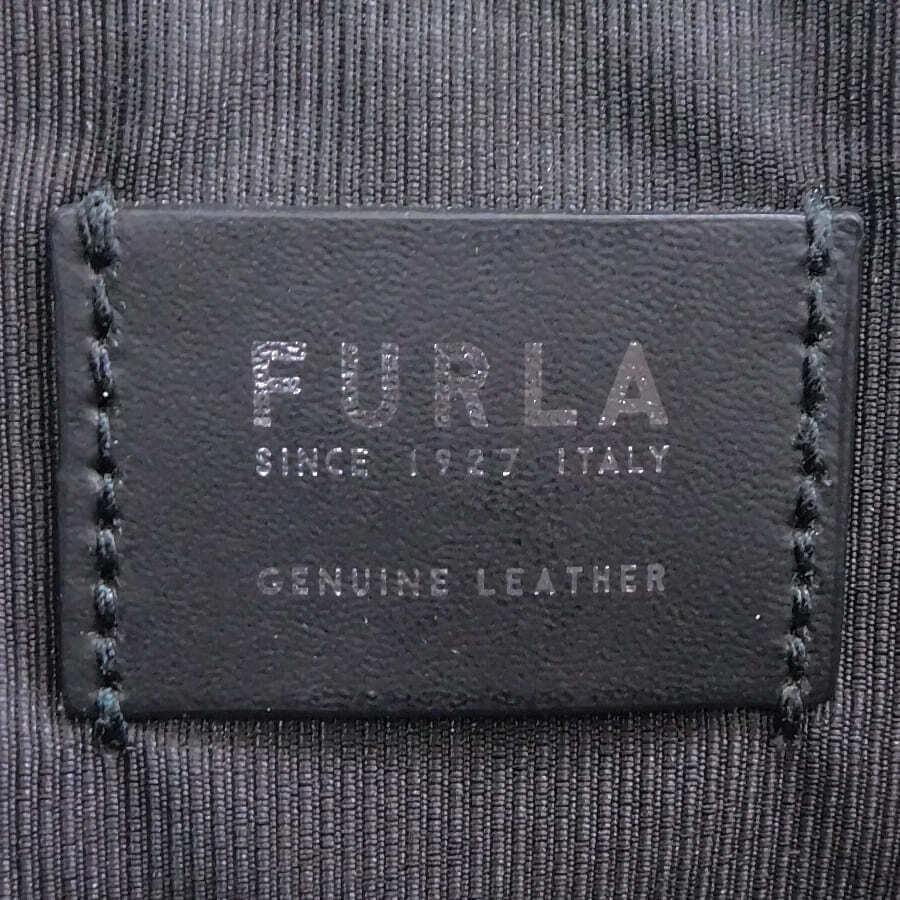 FURLA
SINCE 1927 ITALY
GENUINE LEATHER